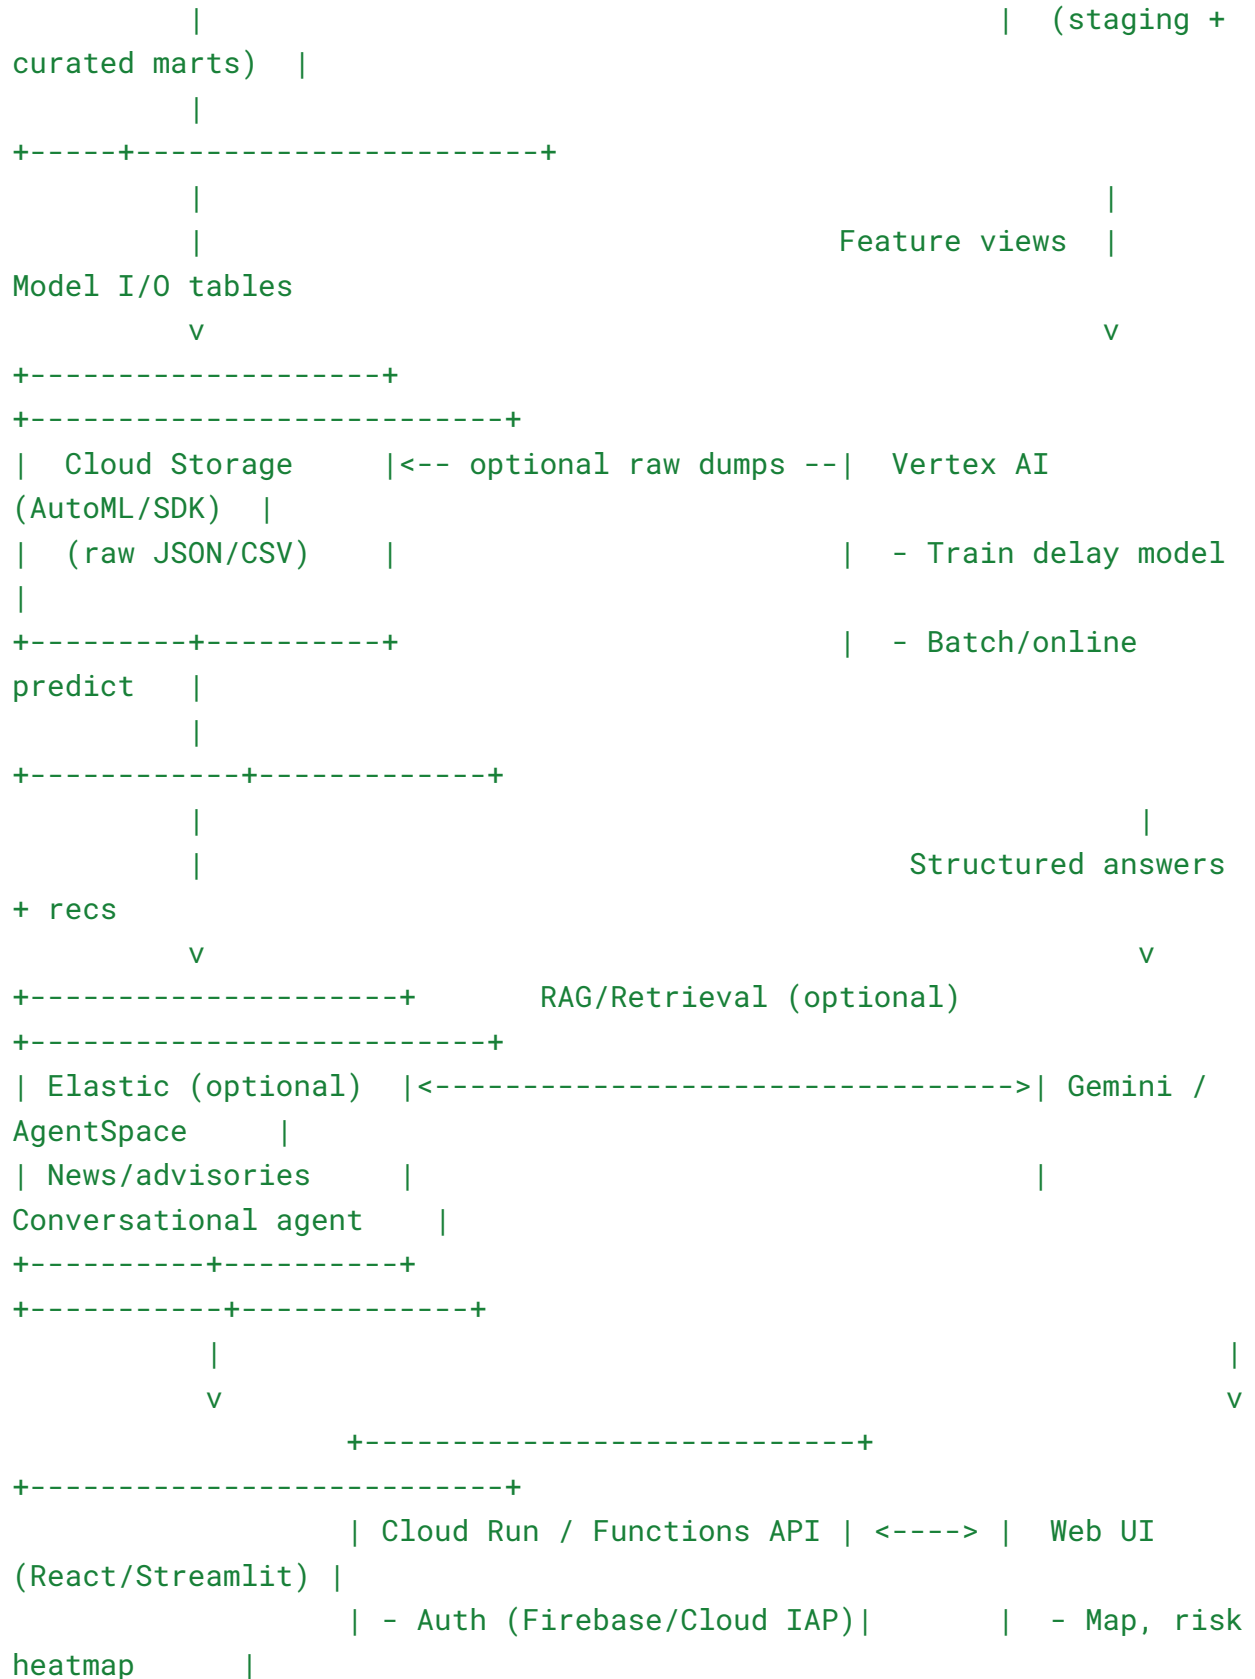 |                                              |  (staging +
curated marts)  |
          |
+-----+-----------------------+
          |                                                    |
          |                                    Feature views  |
Model I/O tables
          v                                                    v
+--------------------+
+---------------------------+
|  Cloud Storage     |<-- optional raw dumps --|  Vertex AI
(AutoML/SDK)  |
|  (raw JSON/CSV)    |                         |  - Train delay model
|
+---------+----------+                         |  - Batch/online
predict   |
          |
+------------+-------------+
          |                                                      |
          |                                        Structured answers
+ recs
          v                                                      v
+---------------------+       RAG/Retrieval (optional)
+--------------------------+
| Elastic (optional)  |<--------------------------------->| Gemini /
AgentSpace     |
| News/advisories     |                                   |
Conversational agent    |
+----------+----------+
+-----------+-------------+
           |                                                         |
           v                                                         v
                   +----------------------------+
+---------------------------+
                   | Cloud Run / Functions API | <----> |  Web UI
(React/Streamlit) |
                   | - Auth (Firebase/Cloud IAP)|       |  - Map, risk
heatmap      |